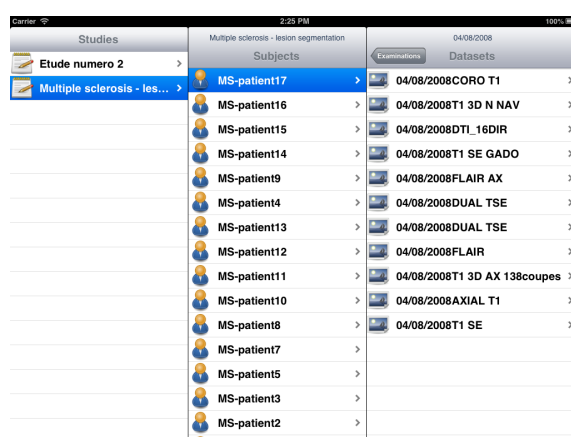 Carrier 2:25 PM 100%
Studies
Etude numero 2
Multiple sclerosis - les...
Multiple sclerosis - lesion segmentation
Subjects
MS-patient17
MS-patient16
MS-patient15
MS-patient14
MS-patient9
MS-patient4
MS-patient13
MS-patient12
MS-patient11
MS-patient10
MS-patient8
MS-patient7
MS-patient5
MS-patient3
MS-patient2
04/08/2008
Examinations Datasets
04/08/2008CORO T1
04/08/2008T1 3D N NAV
04/08/2008DTI_16DIR
04/08/2008T1 SE GADO
04/08/2008FLAIR AX
04/08/2008DUAL TSE
04/08/2008DUAL TSE
04/08/2008FLAIR
04/08/2008T1 3D AX 138coupes
04/08/2008AXIAL T1
04/08/2008T1 SE